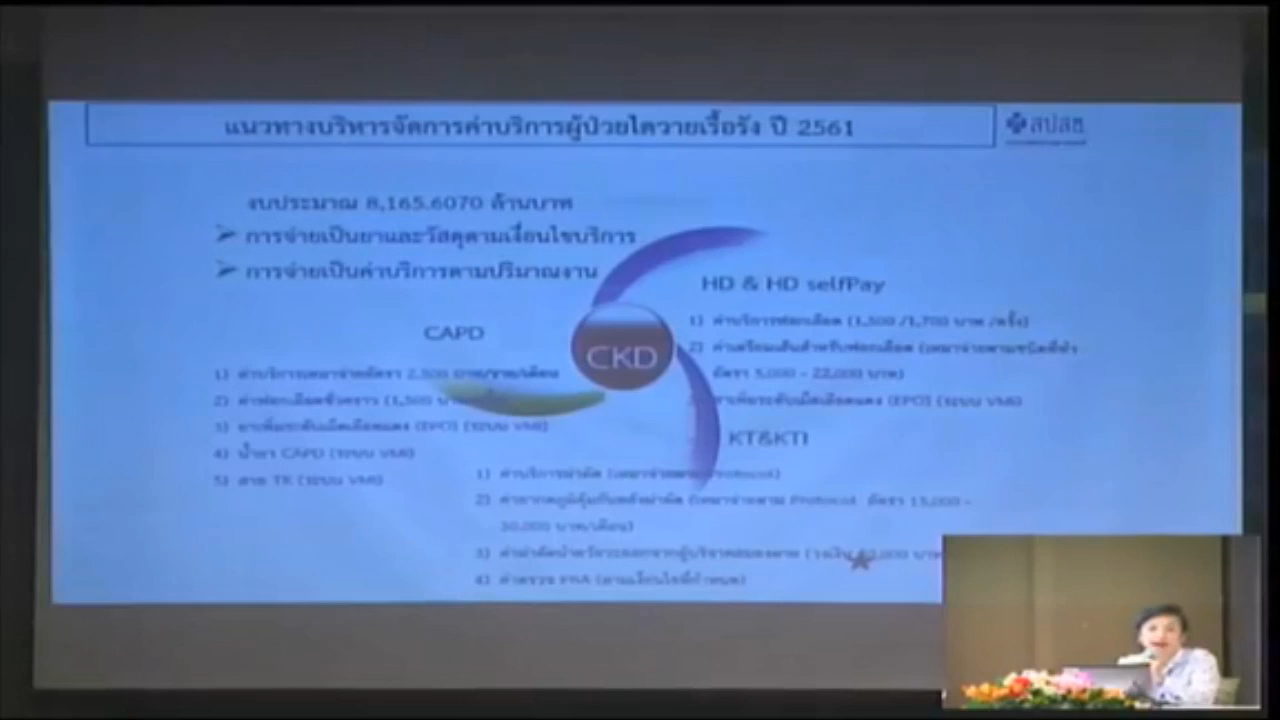 แนวทางบริหารจัดการค่าบริการผู้ป่วยไตวายเรื้อรัง ปี 2561
สปสช
งบประมาณ 8,165.6070 ล้านบาท
➢ การจ่ายเป็นยาและวัสดุตามเงื่อนไขบริการ
➢ การจ่ายเป็นค่าบริการตามปริมาณงาน
CKD
HD & HD selfPay
1) ค่าบริการฟอกเลือด (1,500 /1,700 บาท /ครั้ง)
2) ค่าเตรียมเส้นสำหรับฟอกเลือด (เหมาจ่ายตามชนิดที่ทำ
อัตรา 5,000 - 22,000 บาท)
ยาเพิ่มระดับเม็ดเลือดแดง (EPO) (ระบบ VMI)
CAPD
1) ค่าบริการเหมาจ่ายอัตรา 2,500 บาท/ราย/เดือน
2) ค่าฟอกเลือดชั่วคราว (1,500
3) ยาเพิ่มระดับเม็ดเลือดแดง (EPO) (ระบบ VMI)
4) น้ำยา CAPD (ระบบ VMI)
5) สาย TK (ระบบ VMI)
KT&KTI
1) ค่าบริการผ่าตัด (เหมาจ่ายตาม Protocol)
2) ค่ายากดภูมิคุ้มกันหลังผ่าตัด (เหมาจ่ายตาม Protocol อัตรา 15,000 -
30,000 บาท/เดือน)
3) ค่าผ่าตัดนำอวัยวะออกจากผู้บริจาคสมองตาย (วงเงิน
4) ค่าตรวจ PRA (ตามเงื่อนไขที่กำหนด)